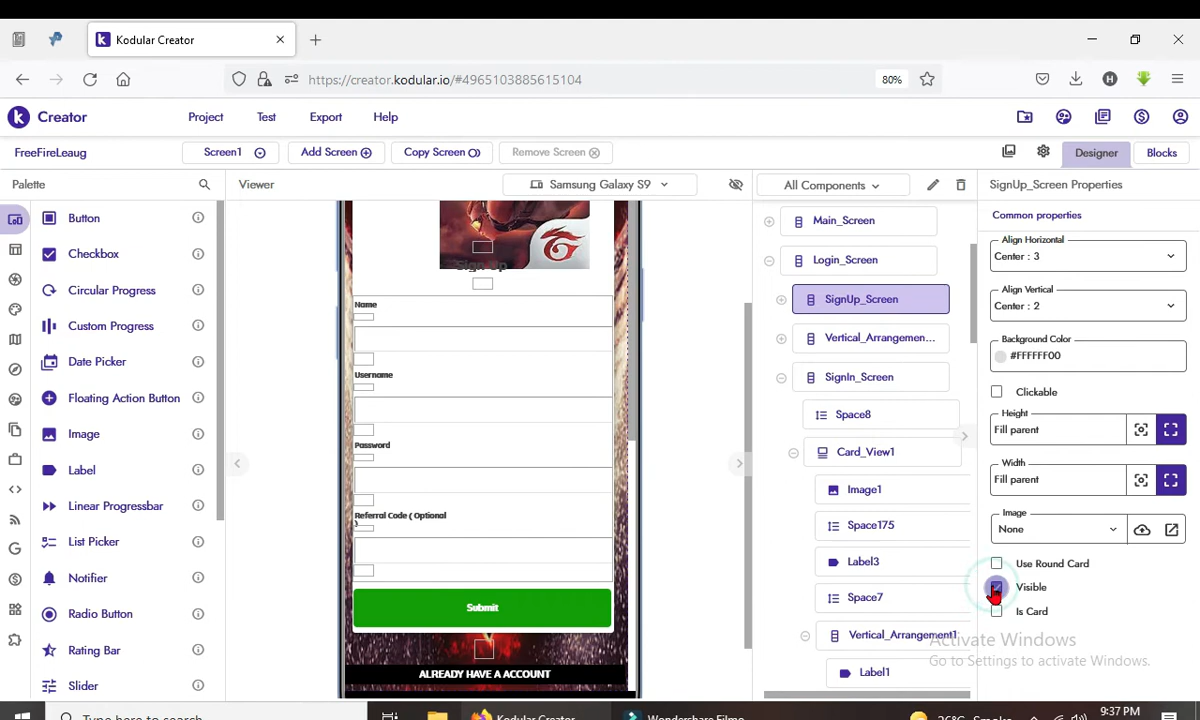 Kodular Creator
https://creator.kodular.io/#4965103885615104
80%
H
Creator
Project
Test
Export
Help
FreeFireLeaug
Screen1
Add Screen
Copy Screen
Remove Screen
Designer
Blocks
Palette
Viewer
Samsung Galaxy S9
All Components
SignUp_Screen Properties
Button
Checkbox
Circular Progress
Custom Progress
Date Picker
Floating Action Button
Image
Label
Linear Progressbar
List Picker
Notifier
Radio Button
Rating Bar
Slider
Sign Up
Name
Username
Password
Referral Code ( Optional
)
Submit
ALREADY HAVE A ACCOUNT
Main_Screen
Login_Screen
SignUp_Screen
Vertical_Arrangemen...
SignIn_Screen
Space8
Card_View1
Image1
Space175
Label3
Space7
Vertical_Arrangement1
Label1
Common properties
Align Horizontal
Center : 3
Align Vertical
Center : 2
Background Color
#FFFFFF00
Clickable
Height
Fill parent
Width
Fill parent
Image
None
Use Round Card
Visible
Is Card
Activate Windows
Go to Settings to activate Windows.
Type here to search
Kodular Creator
Wondershare Filmo
26°C Smoke
9:37 PM